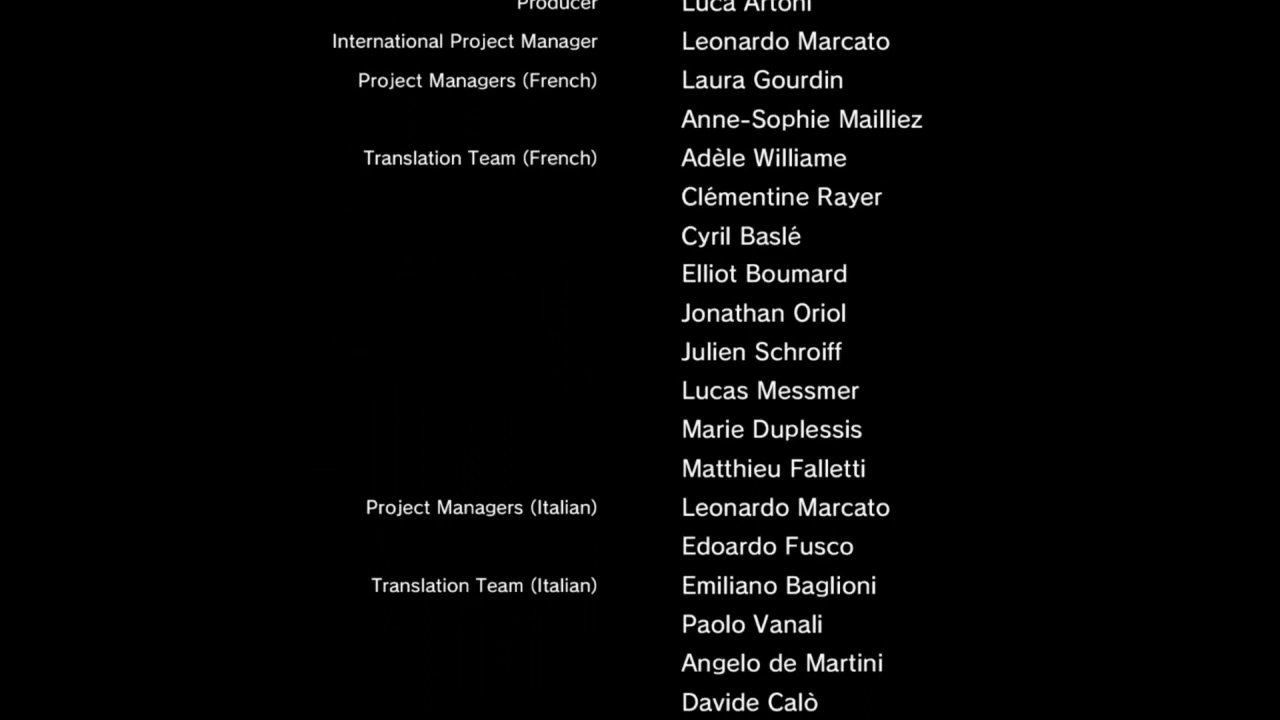 Producer Luca Artoni
International Project Manager Leonardo Marcato
Project Managers (French) Laura Gourdin
Anne-Sophie Mailliez
Translation Team (French) Adèle Williame
Clémentine Rayer
Cyril Baslé
Elliot Boumard
Jonathan Oriol
Julien Schroiff
Lucas Messmer
Marie Duplessis
Matthieu Falletti
Project Managers (Italian) Leonardo Marcato
Edoardo Fusco
Translation Team (Italian) Emiliano Baglioni
Paolo Vanali
Angelo de Martini
Davide Calò